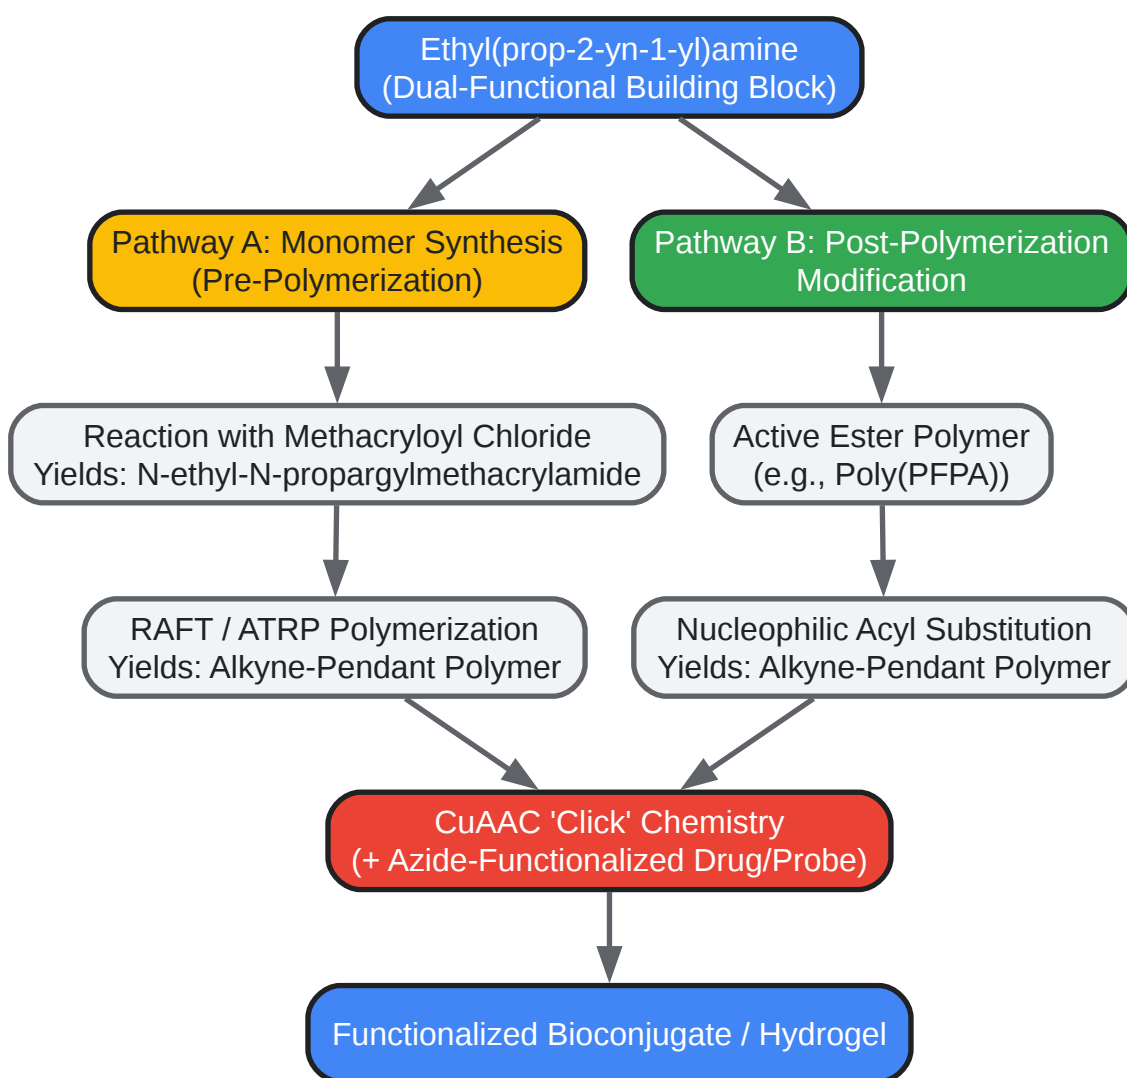 Ethyl(prop-2-yn-1-yl)amine
(Dual-Functional Building Block)
Pathway A: Monomer Synthesis
(Pre-Polymerization)
Pathway B: Post-Polymerization
Modification
Reaction with Methacryloyl Chloride
Yields: N-ethyl-N-propargylmethacrylamide
Active Ester Polymer
(e.g., Poly(PFPA))
RAFT / ATRP Polymerization
Yields: Alkyne-Pendant Polymer
Nucleophilic Acyl Substitution
Yields: Alkyne-Pendant Polymer
CuAAC 'Click' Chemistry
(+ Azide-Functionalized Drug/Probe)
Functionalized Bioconjugate / Hydrogel